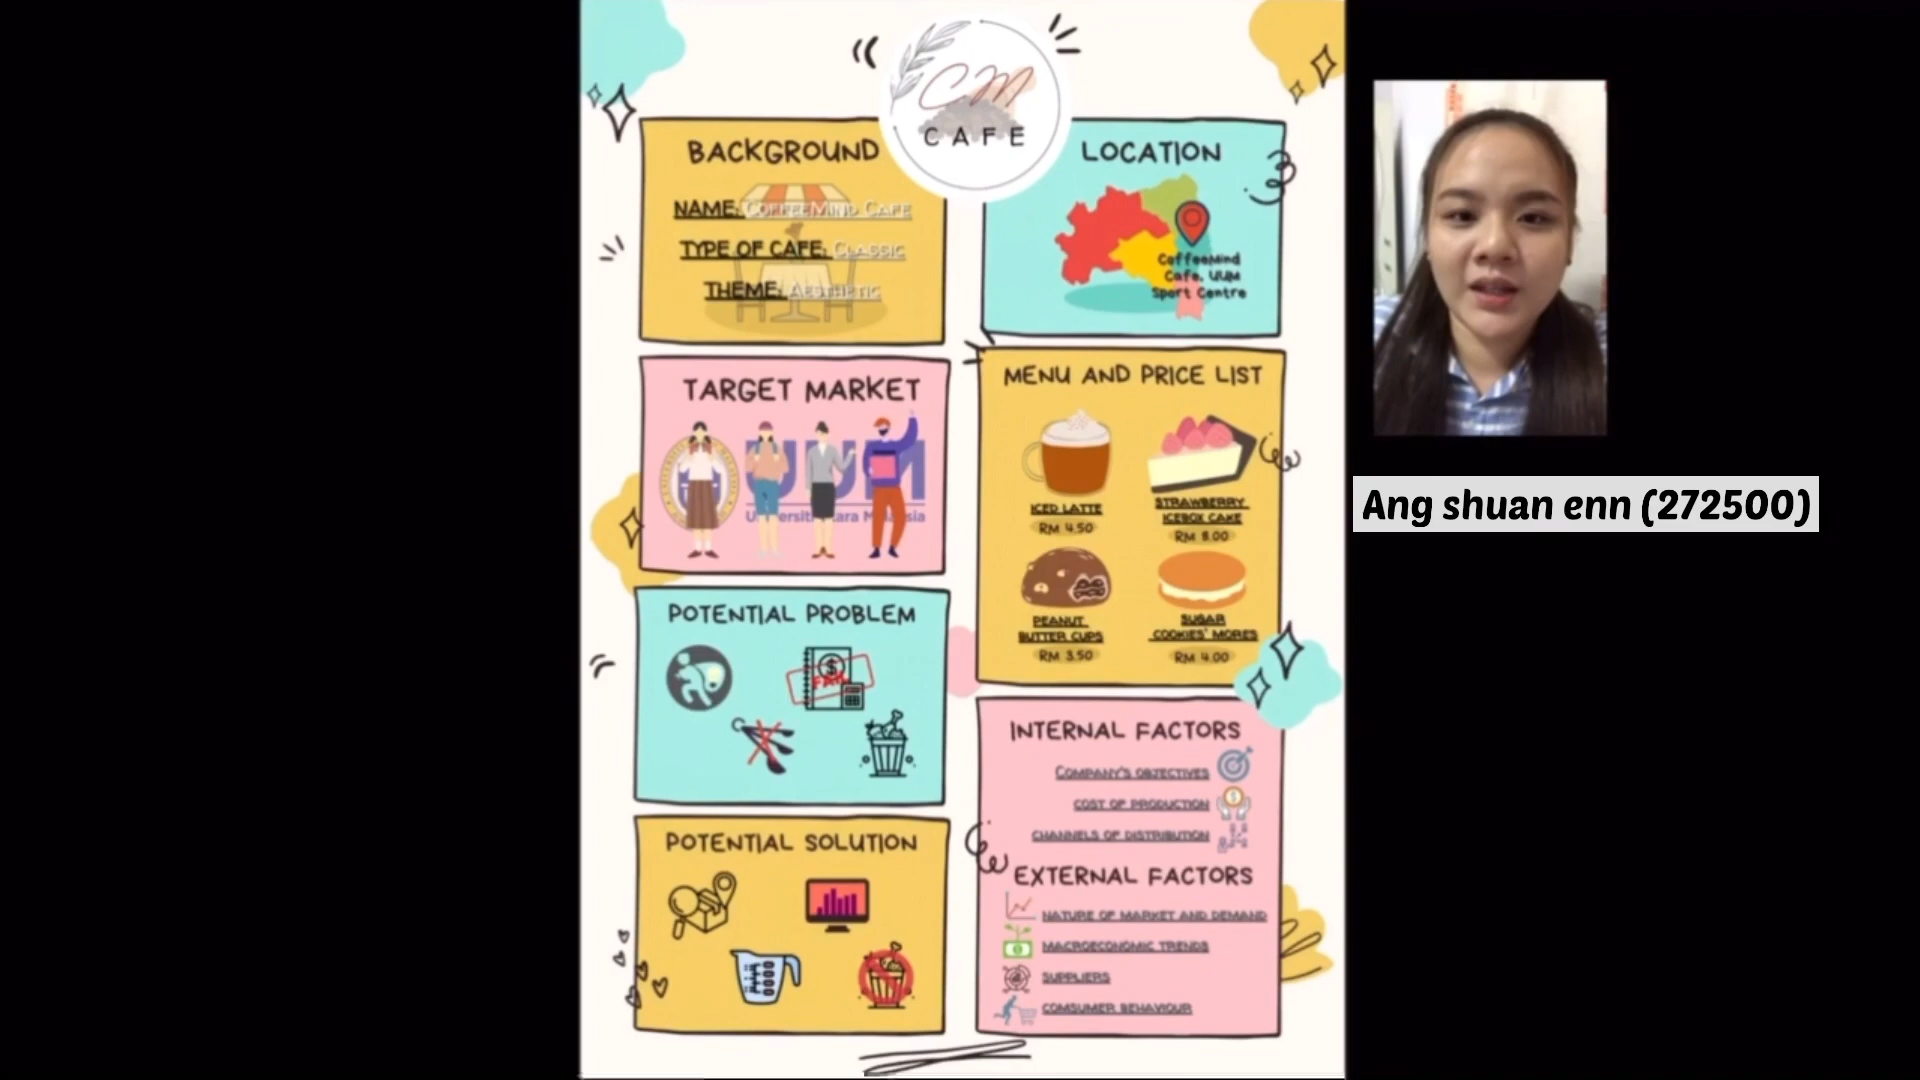 CM
CAFE
BACKGROUND
NAME: COFFEEMIND CAFE
TYPE OF CAFE: CLASSIC
THEME: AESTHETIC
LOCATION
CoffeeMind
Cafe, UUM
Sport Centre
TARGET MARKET
UUM
MENU AND PRICE LIST
ICED LATTE
RM 4.50
STRAWBERRY
ICEBOX CAKE
RM 8.00
PEANUT
BUTTER CUPS
RM 3.50
SUGAR
COOKIES' MORES
RM 4.00
POTENTIAL PROBLEM
FAIL
POTENTIAL SOLUTION
INTERNAL FACTORS
COMPANY'S OBJECTIVES
COST OF PRODUCTION
CHANNELS OF DISTRIBUTION
EXTERNAL FACTORS
NATURE OF MARKET AND DEMAND
MACROECONOMIC TRENDS
SUPPLIERS
COMSUMER BEHAVIOUR
Ang shuan enn (272500)